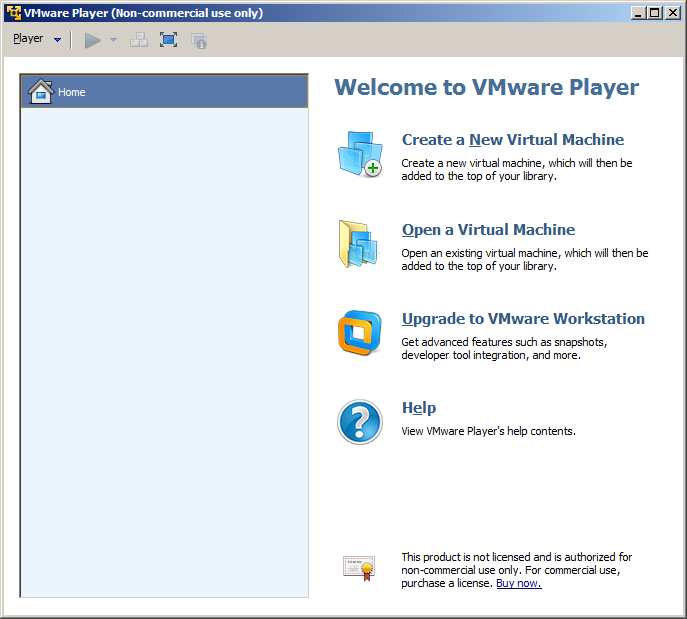 VMware Player (Non-commercial use only)
Player
Home
Welcome to VMware Player
Create a New Virtual Machine
Create a new virtual machine, which will then be
added to the top of your library.
Open a Virtual Machine
Open an existing virtual machine, which will then be
added to the top of your library.
Upgrade to VMware Workstation
Get advanced features such as snapshots,
developer tool integration, and more.
Help
View VMware Player's help contents.
License
This product is not licensed and is authorized for
non-commercial use only. For commercial use,
purchase a license. Buy now.